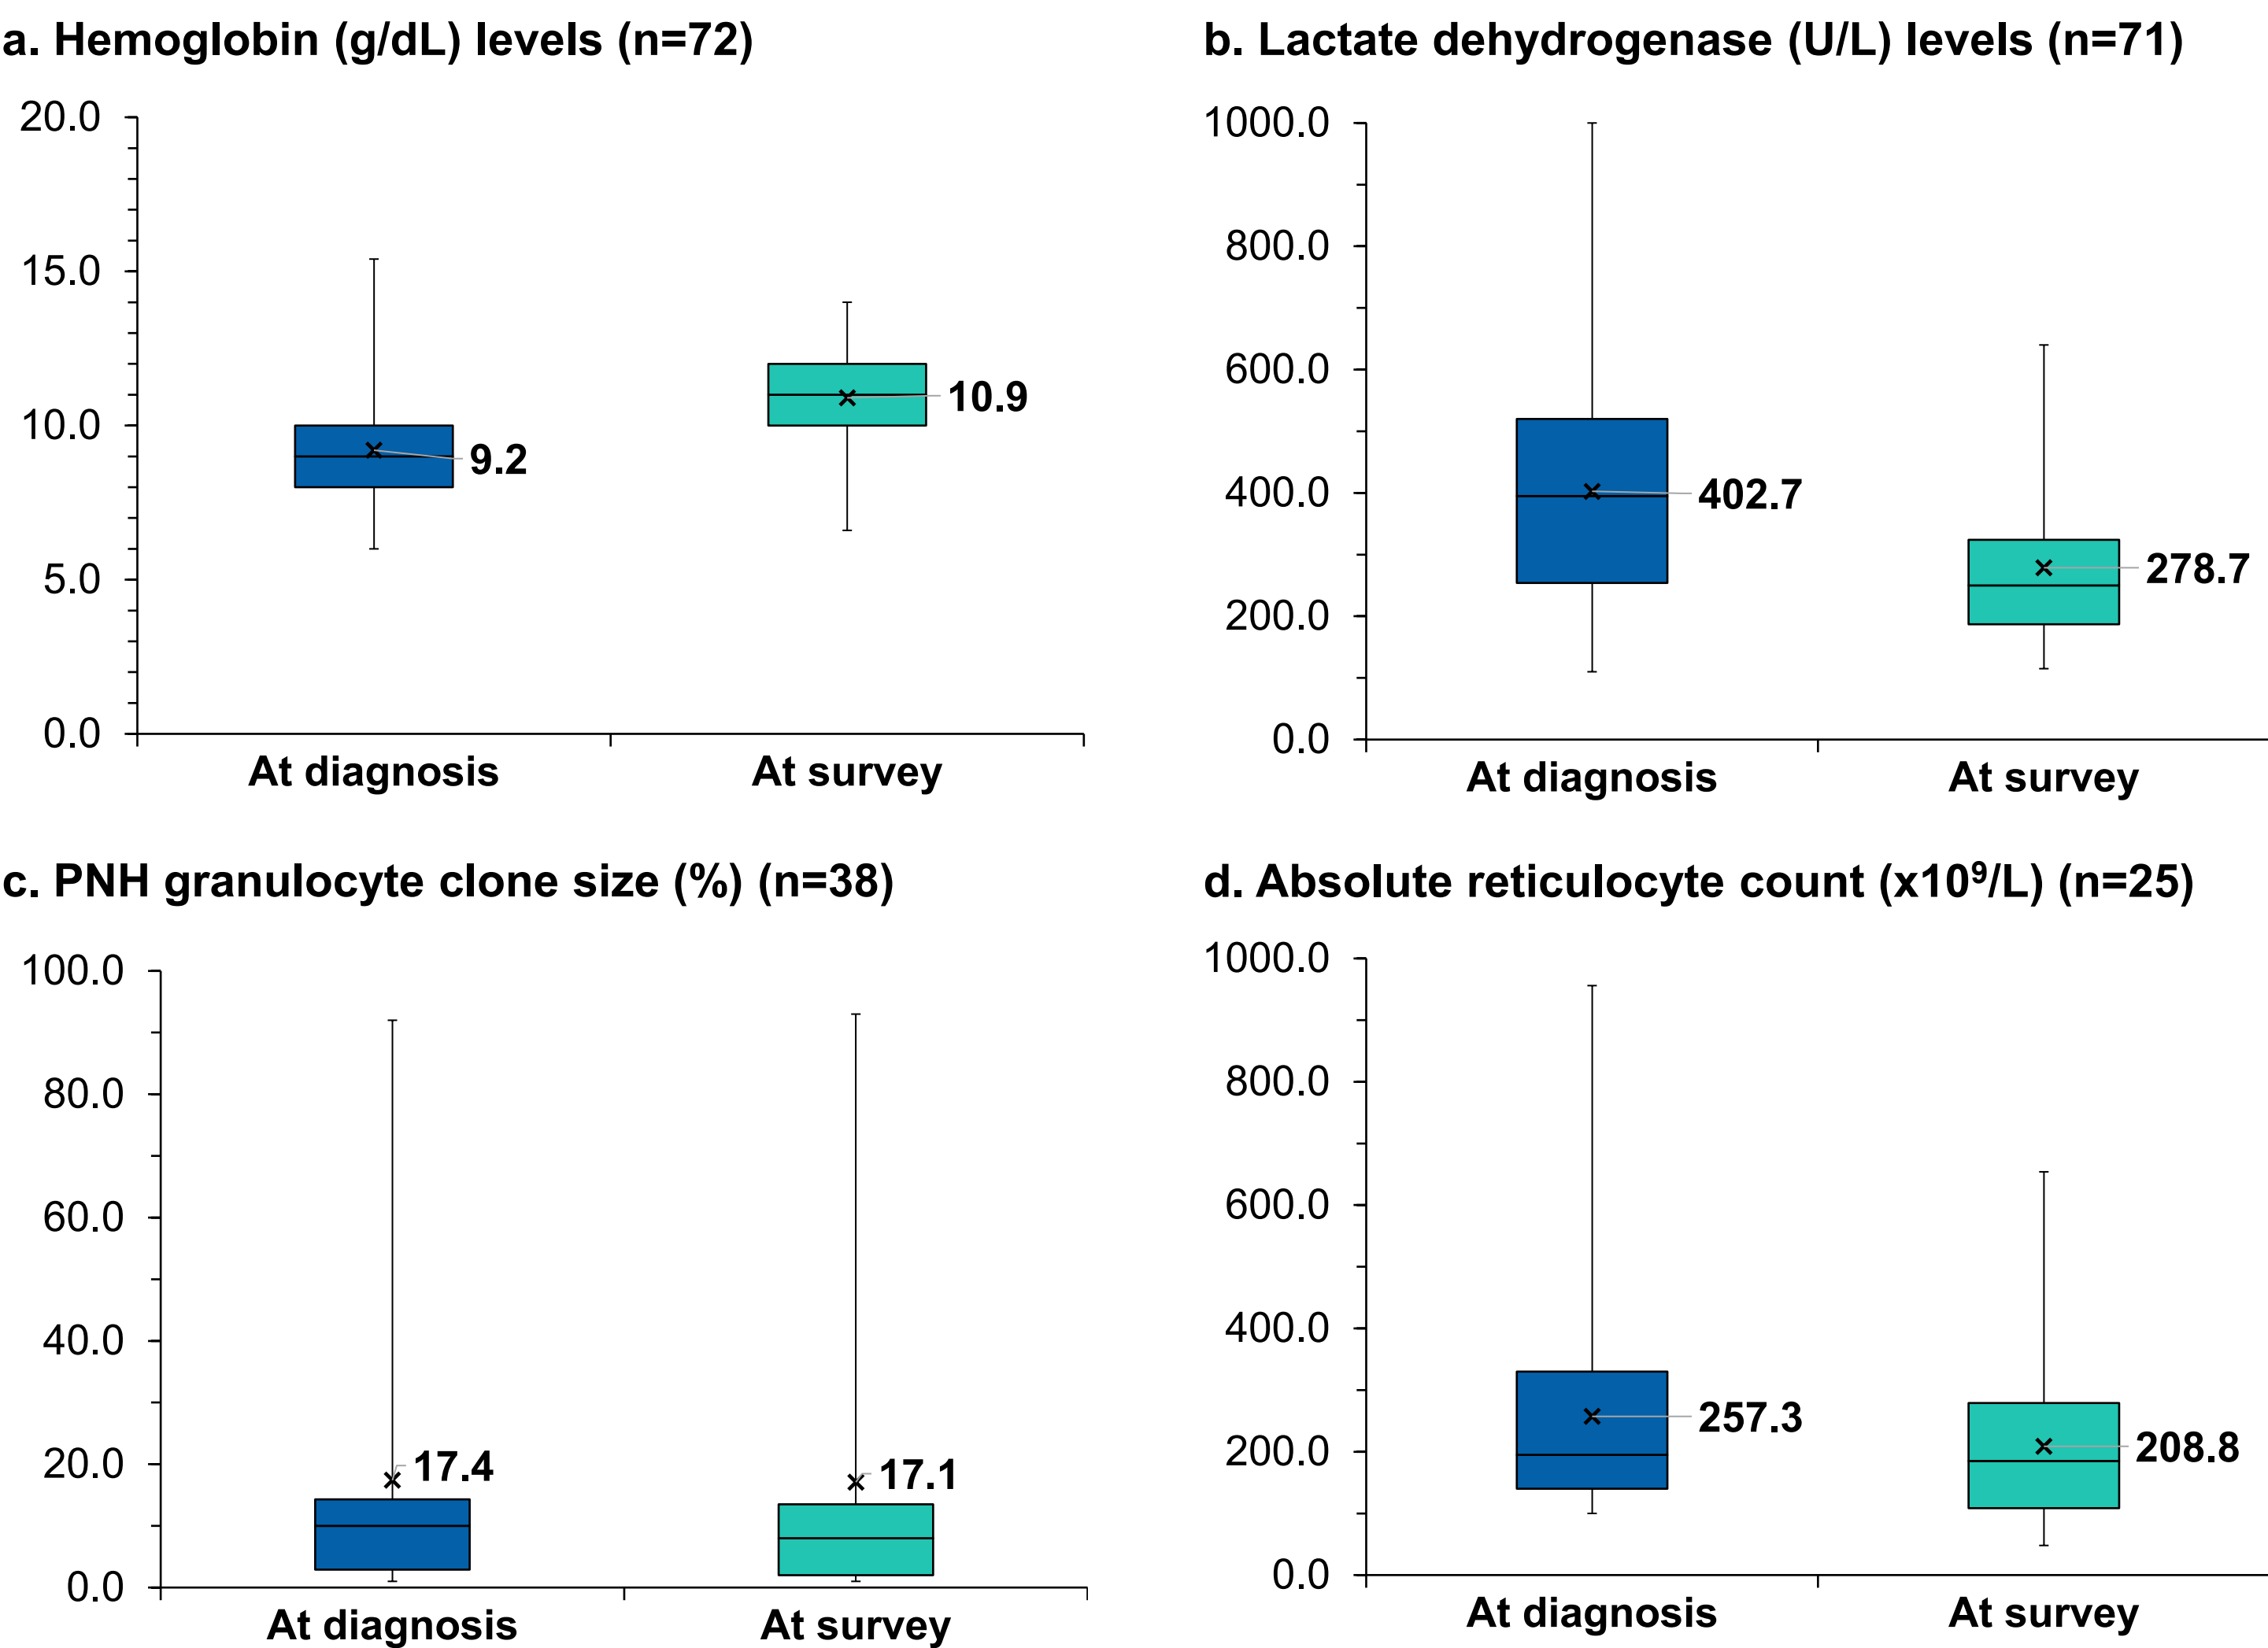 a. Hemoglobin (g/dL) levels (n=72)
20.0
15.0
10.0
5.0
0.0
9.2
10.9
At diagnosis
At survey
b. Lactate dehydrogenase (U/L) levels (n=71)
1000.0
800.0
600.0
400.0
200.0
0.0
402.7
278.7
At diagnosis
At survey
c. PNH granulocyte clone size (%) (n=38)
100.0
80.0
60.0
40.0
20.0
0.0
17.4
17.1
At diagnosis
At survey
d. Absolute reticulocyte count (x10⁹/L) (n=25)
1000.0
800.0
600.0
400.0
200.0
0.0
257.3
208.8
At diagnosis
At survey